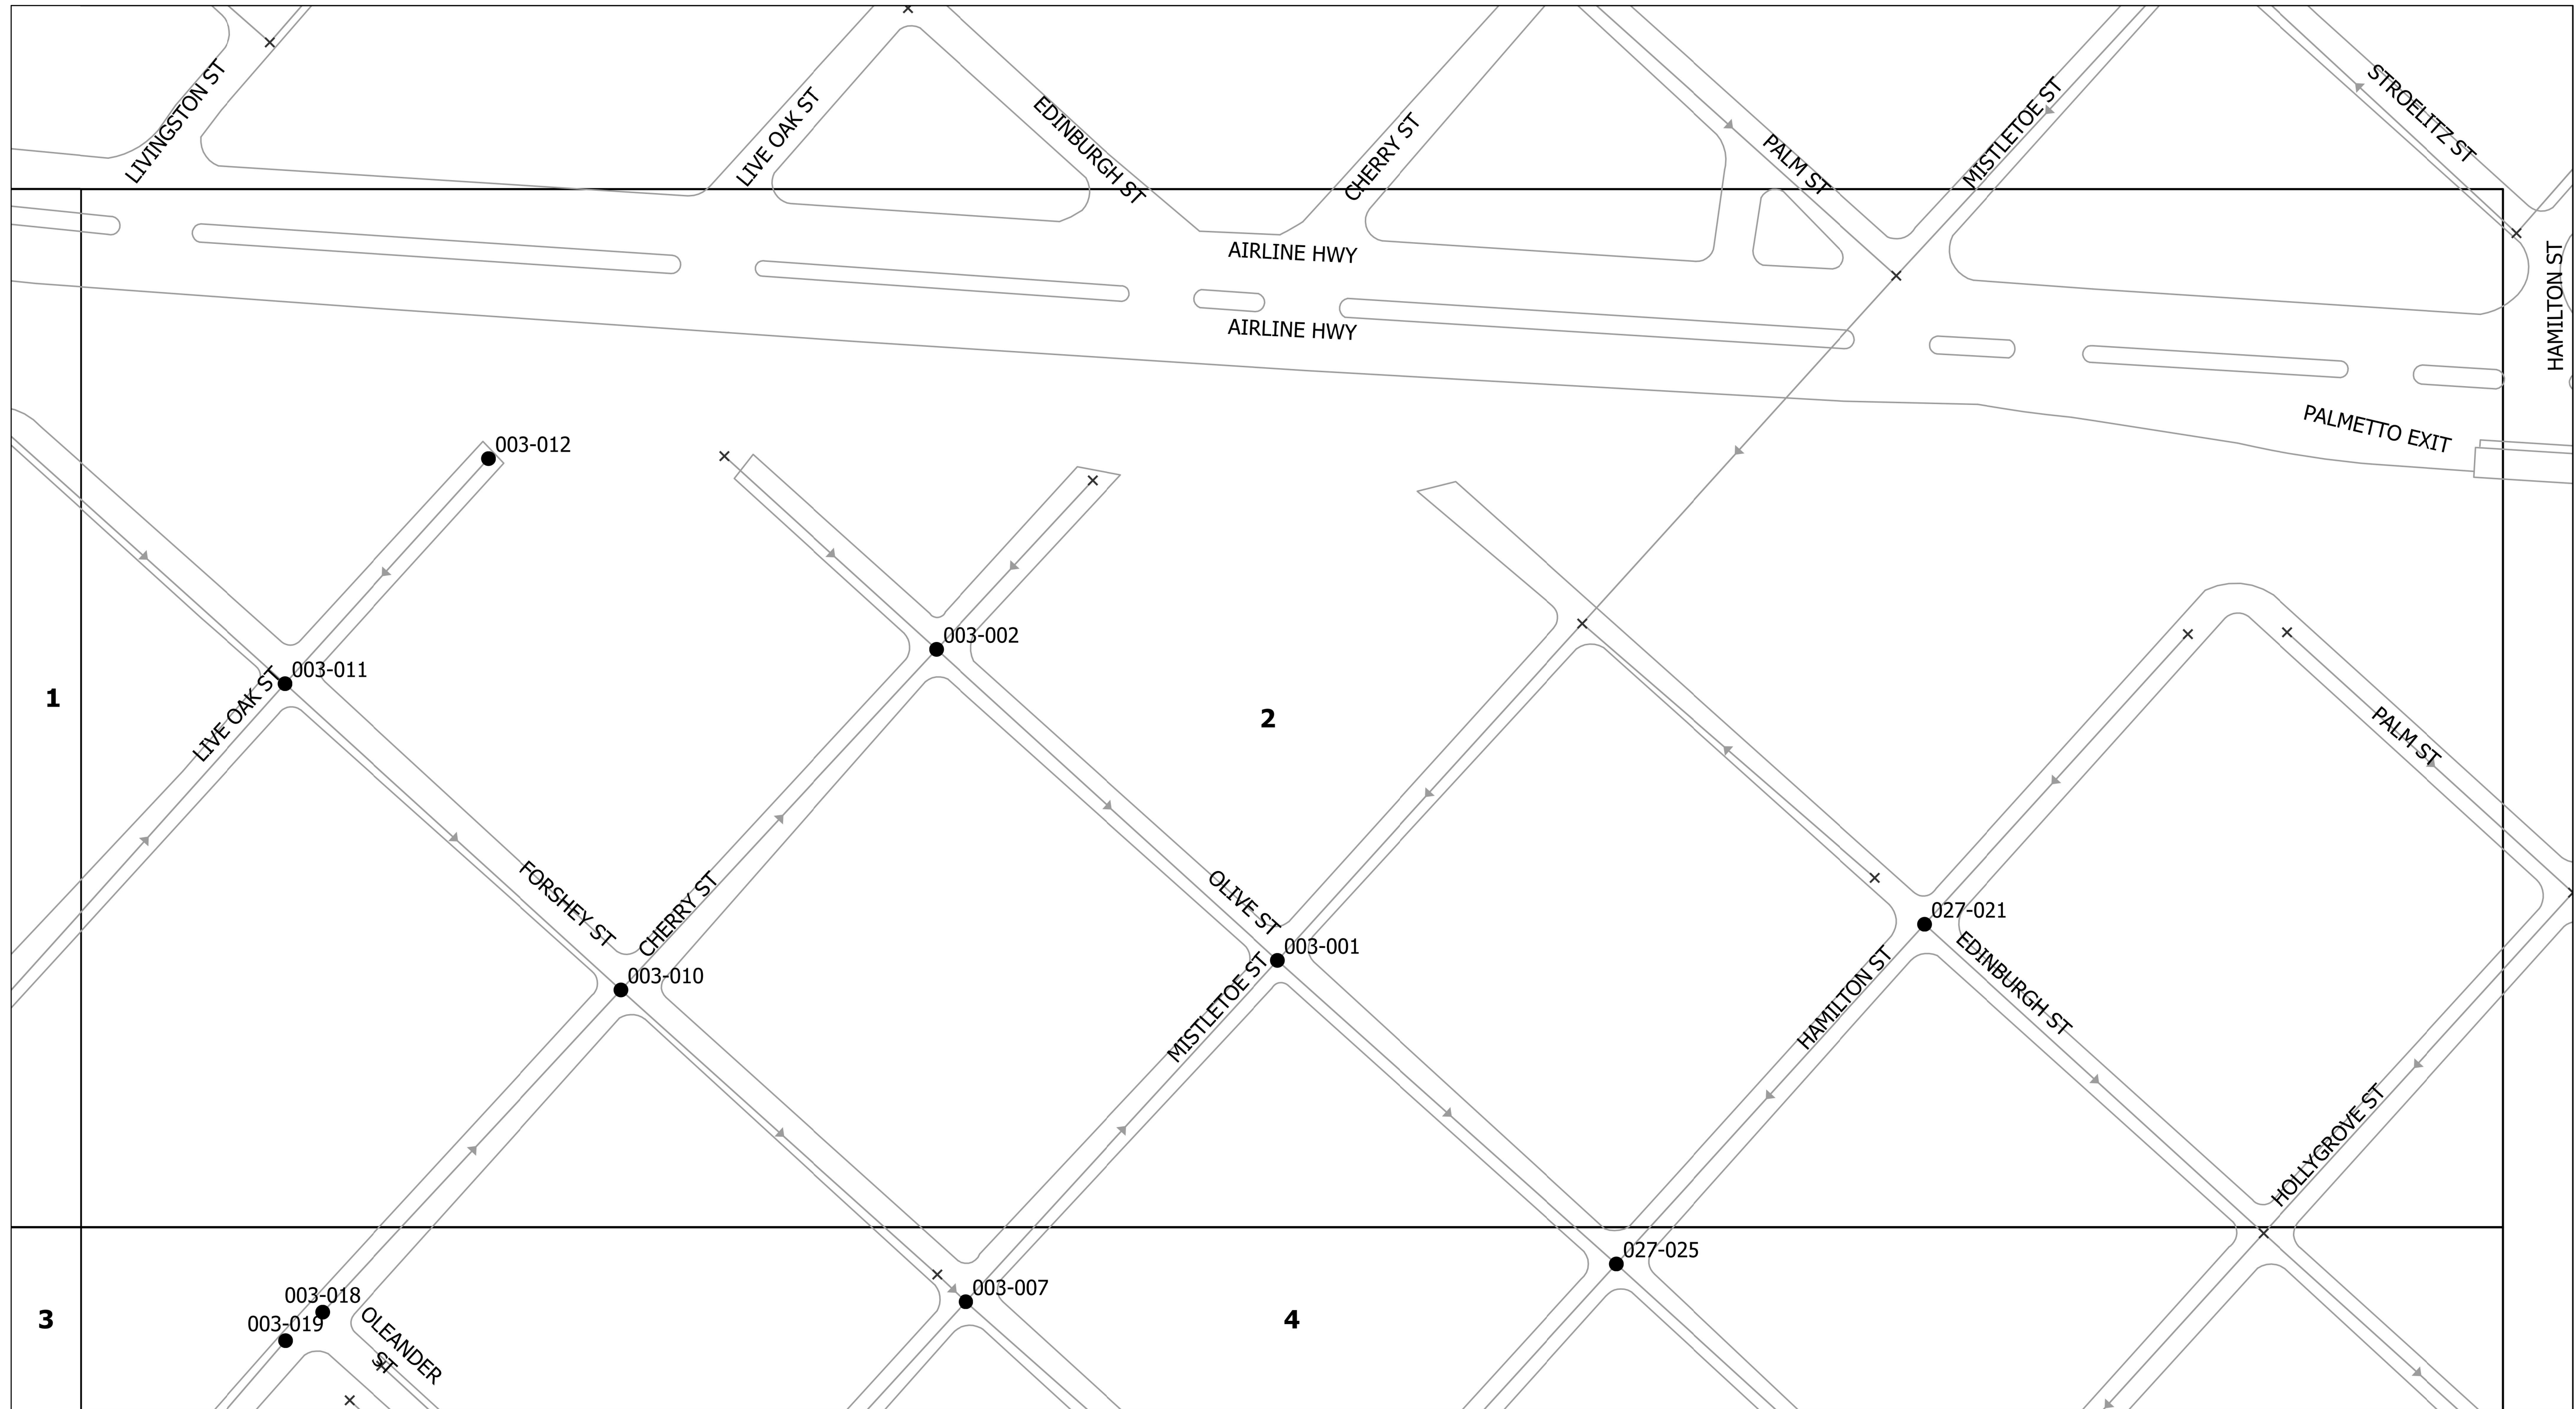 LIVINGSTON ST
LIVE OAK ST
EDINBURGH ST
CHERRY ST
PALM ST
MISTLETOE ST
STROELITZ ST
AIRLINE HWY
AIRLINE HWY
HAMILTON ST
PALMETTO EXIT
003-012
003-002
003-011
LIVE OAK ST
1
2
PALM ST
FORSHEY ST
CHERRY ST
OLIVE ST
003-001
027-021
003-010
MISTLETOE ST
HAMILTON ST
EDINBURGH ST
HOLLYGROVE ST
027-025
003-007
003-018
003-019
3
4
OLEANDER
ST